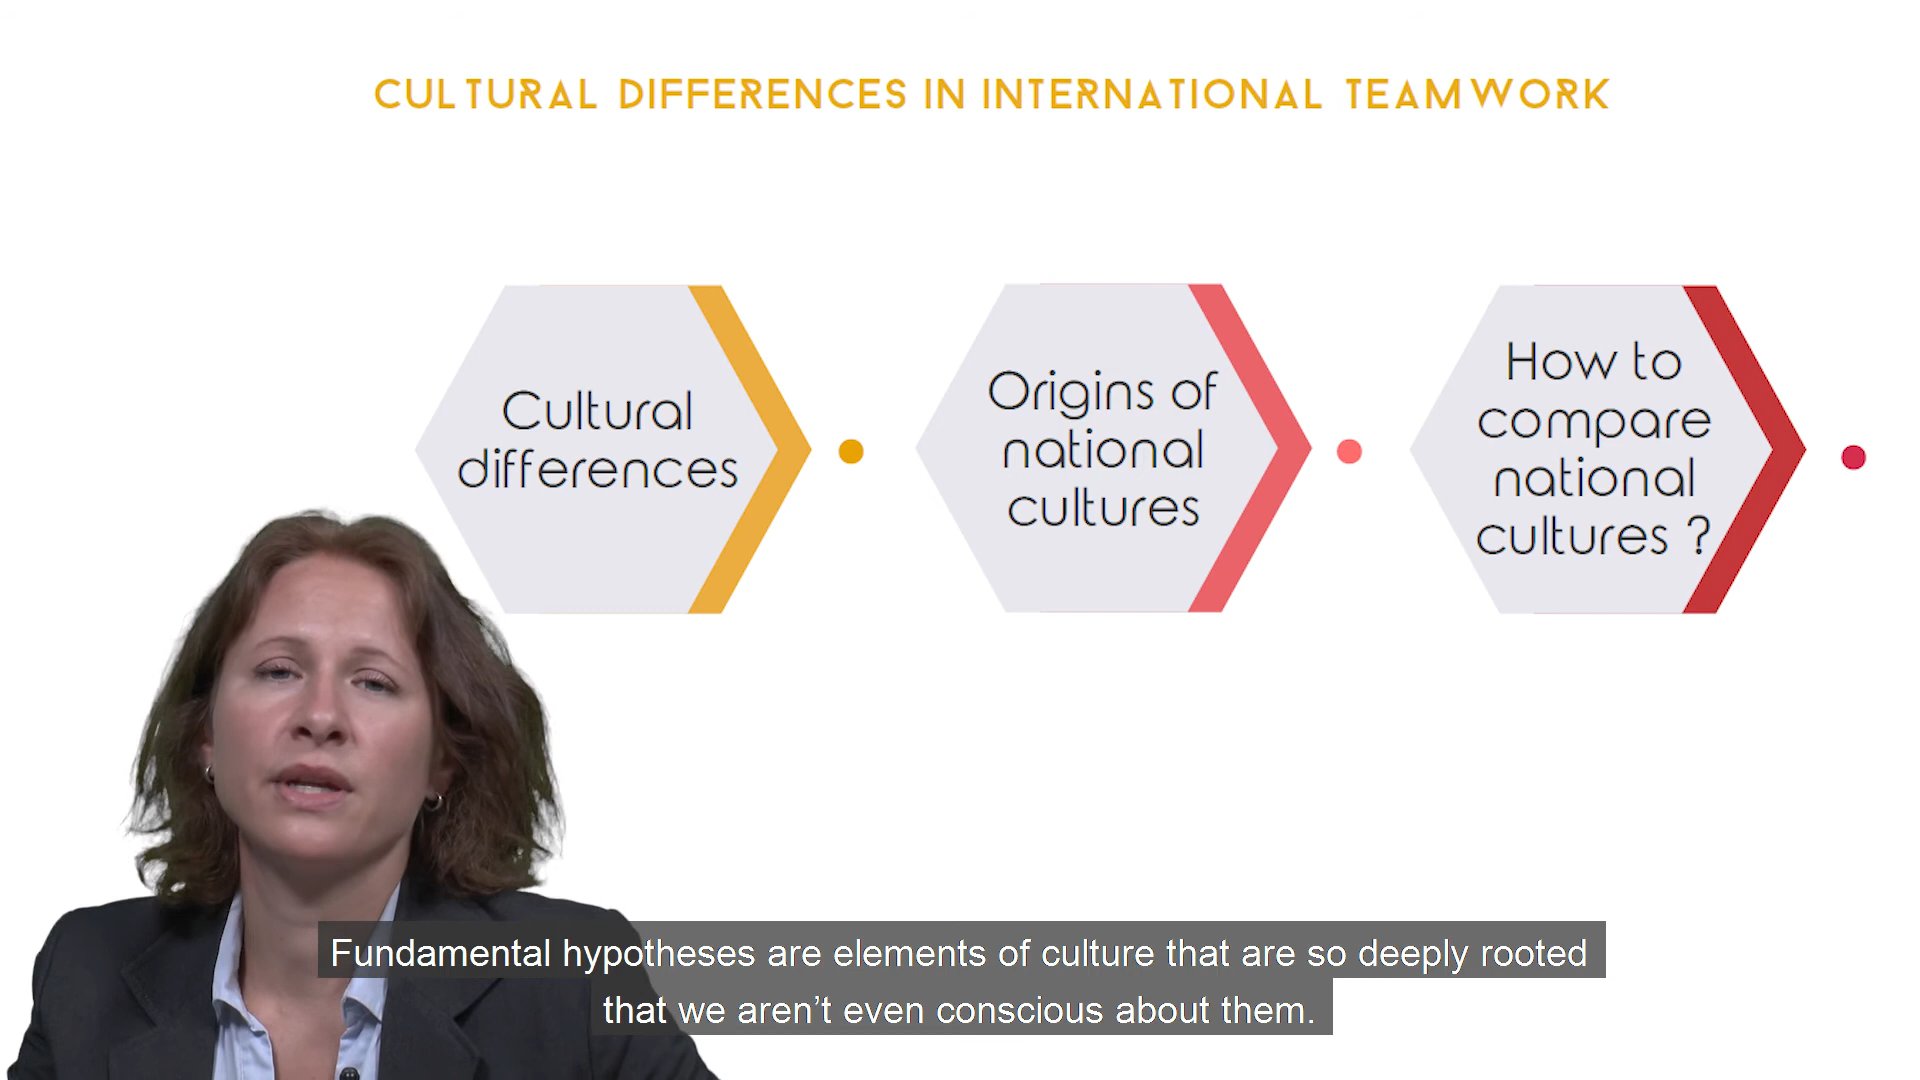 CULTURAL DIFFERENCES IN INTERNATIONAL TEAMWORK
Cultural
differences
Origins of
national
cultures
How to
compare
national
cultures ?
Fundamental hypotheses are elements of culture that are so deeply rooted
that we aren’t even conscious about them.